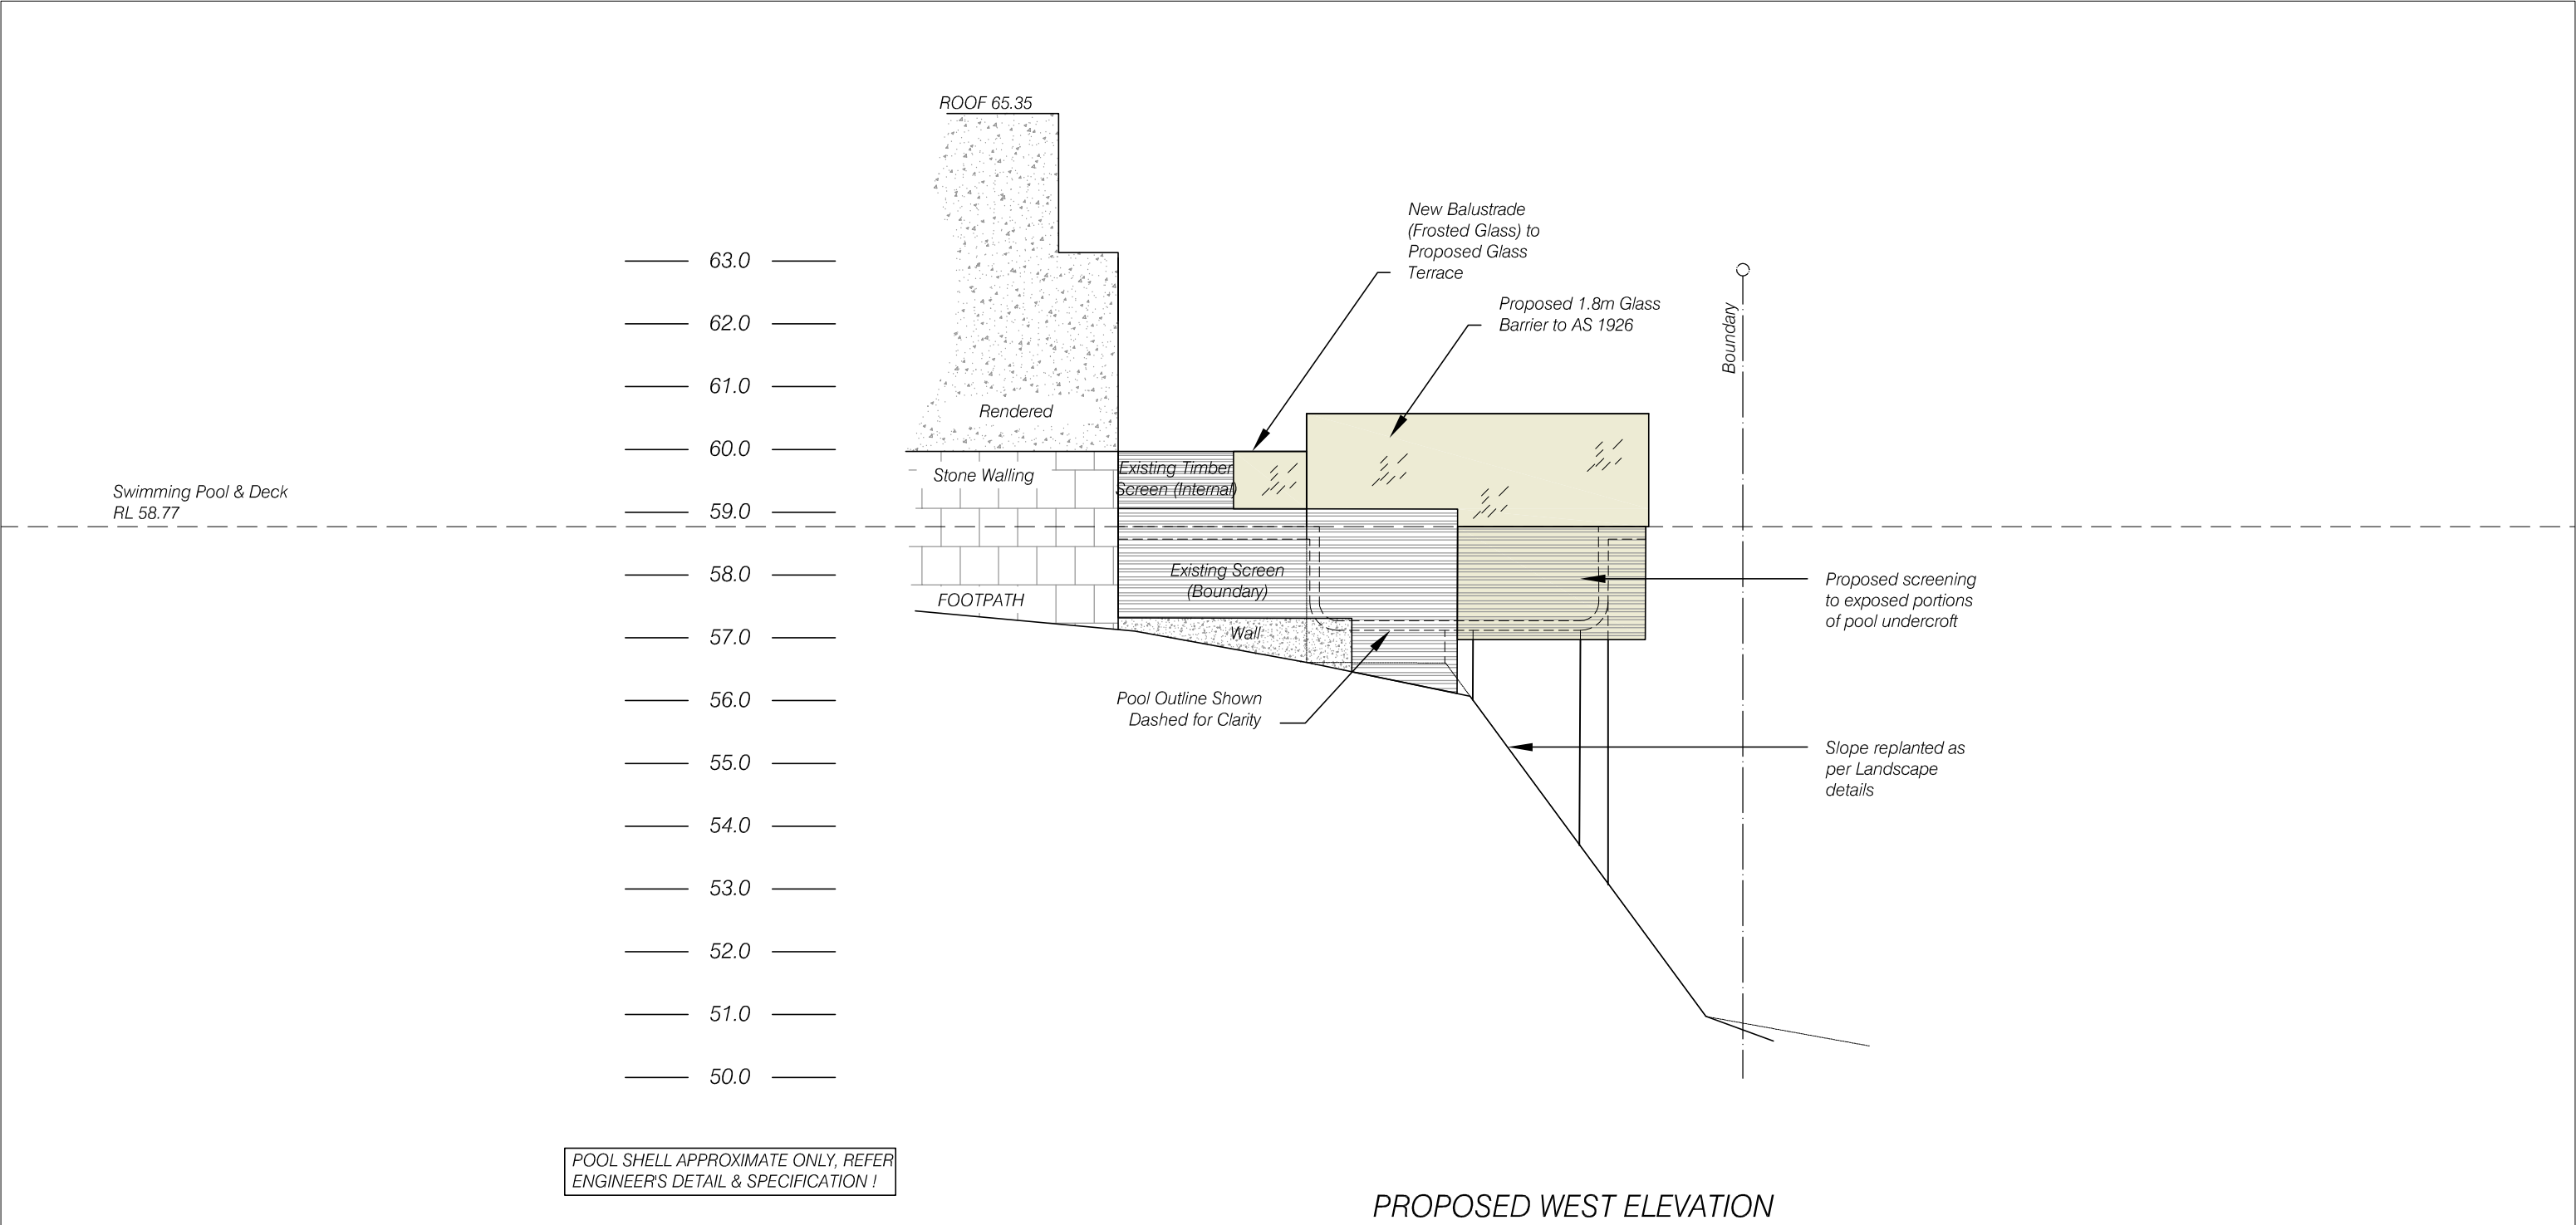 ROOF 65.35
New Balustrade
(Frosted Glass) to
Proposed Glass
Terrace
Proposed 1.8m Glass
Barrier to AS 1926
Boundary
63.0
62.0
61.0
60.0
59.0
58.0
57.0
56.0
55.0
54.0
53.0
52.0
51.0
50.0
Rendered
Stone Walling
Existing Timber
Screen (Internal)
Swimming Pool & Deck
RL 58.77
Existing Screen
(Boundary)
FOOTPATH
Wall
Proposed screening
to exposed portions
of pool undercroft
Pool Outline Shown
Dashed for Clarity
Slope replanted as
per Landscape
details
POOL SHELL APPROXIMATE ONLY, REFER
ENGINEER'S DETAIL & SPECIFICATION !
PROPOSED WEST ELEVATION